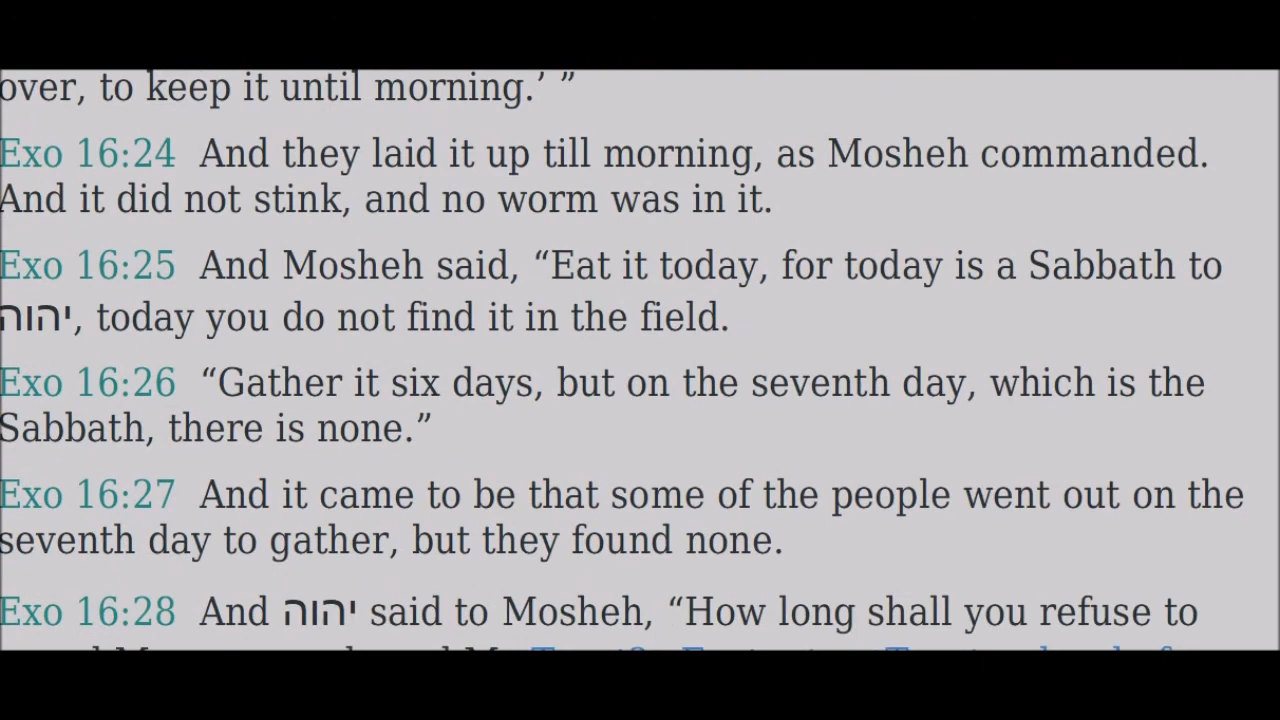 over, to keep it until morning.’ ”
Exo 16:24 And they laid it up till morning, as Mosheh commanded.
And it did not stink, and no worm was in it.
Exo 16:25 And Mosheh said, “Eat it today, for today is a Sabbath to
יהוה, today you do not find it in the field.
Exo 16:26 “Gather it six days, but on the seventh day, which is the
Sabbath, there is none.”
Exo 16:27 And it came to be that some of the people went out on the
seventh day to gather, but they found none.
Exo 16:28 And יהוה said to Mosheh, “How long shall you refuse to